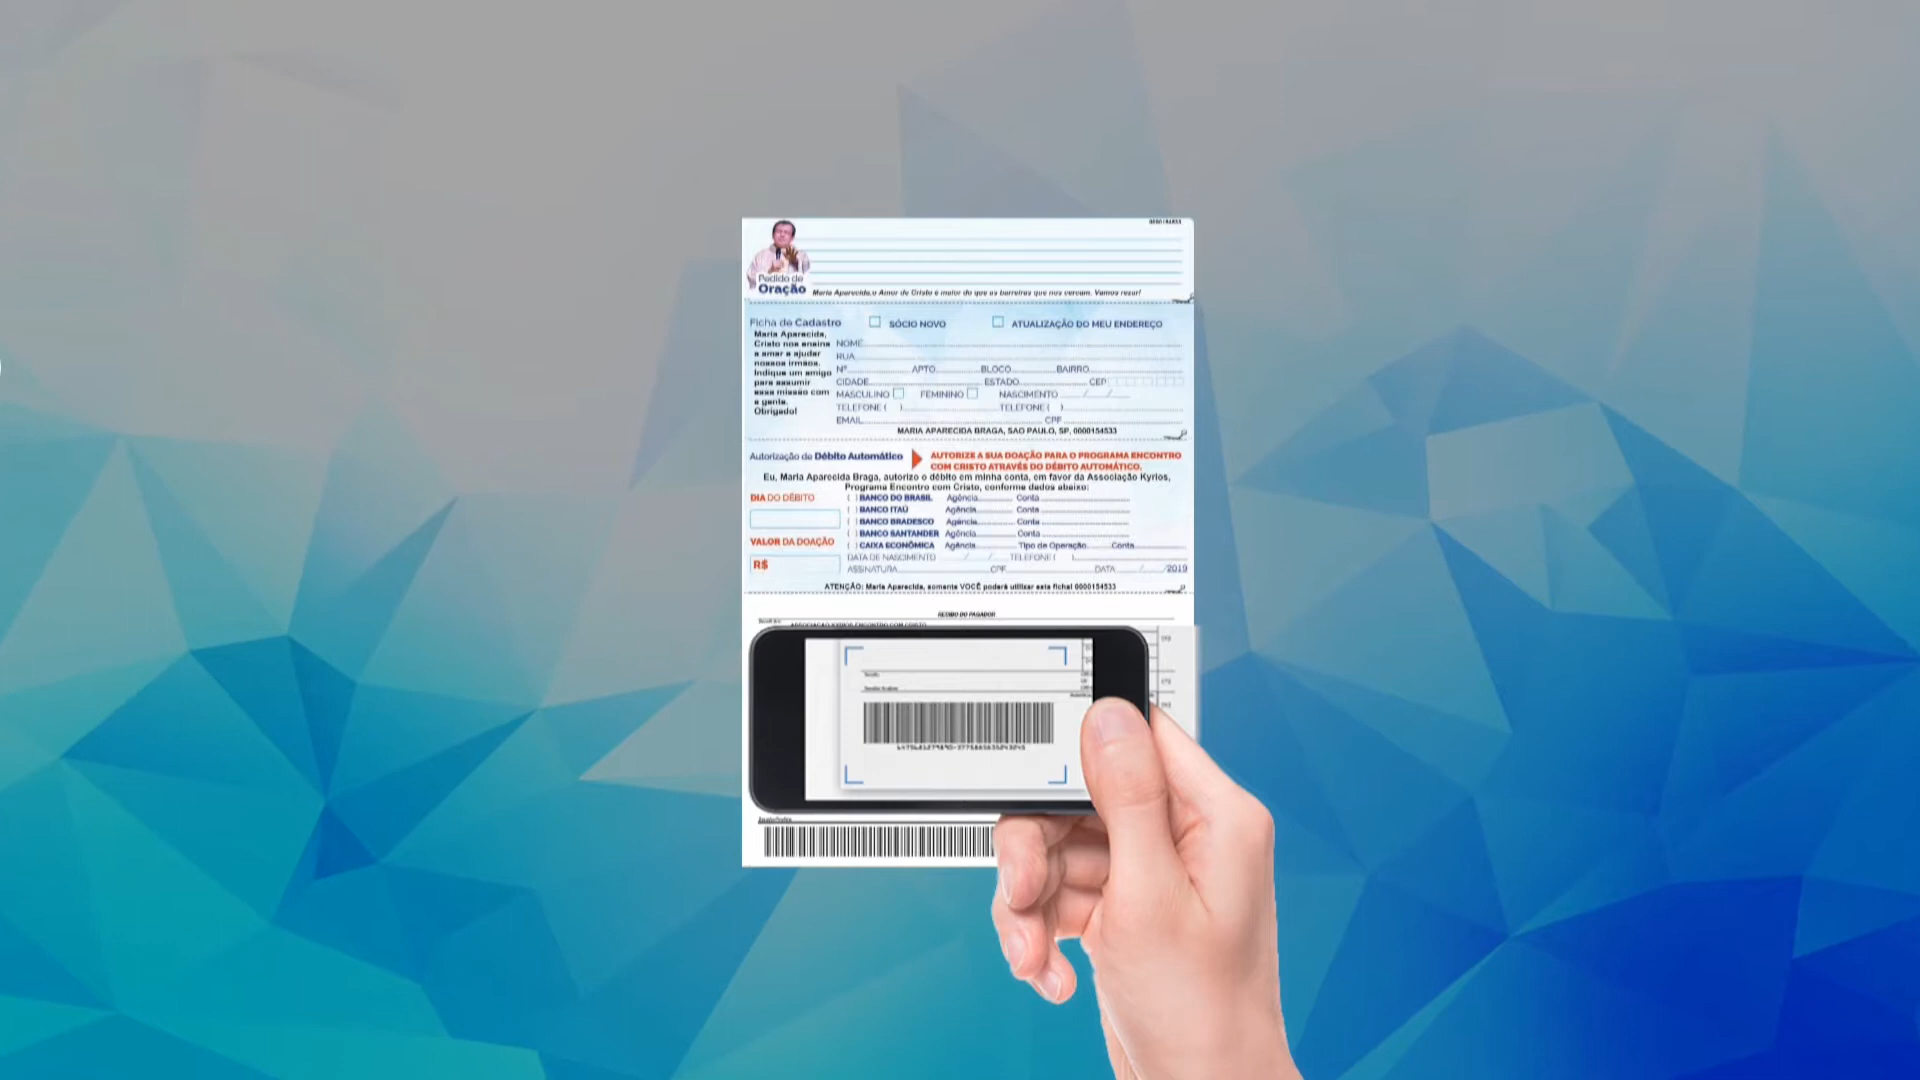 0000154533
Pedido de
Oração
Maria Aparecida,o Amor de Cristo é maior do que as barreiras que nos cercam. Vamos rezar!
Ficha de Cadastro
SÓCIO NOVO
ATUALIZAÇÃO DO MEU ENDEREÇO
Maria Aparecida,
Cristo nos ensina
a amar e ajudar
nossos irmãos.
Indique um amigo
para assumir
essa missão com
a gente.
Obrigado!
NOME
RUA
Nº APTO BLOCO BAIRRO
CIDADE ESTADO CEP
MASCULINO FEMININO NASCIMENTO / /
TELEFONE ( ) TELEFONE ( )
EMAIL CPF
MARIA APARECIDA BRAGA, SAO PAULO, SP, 0000154533
Autorização de Débito Automático
AUTORIZE A SUA DOAÇÃO PARA O PROGRAMA ENCONTRO
COM CRISTO ATRAVÉS DO DÉBITO AUTOMÁTICO.
Eu, Maria Aparecida Braga, autorizo o débito em minha conta, em favor da Associação Kyrios,
Programa Encontro com Cristo, conforme dados abaixo:
DIA DO DÉBITO
VALOR DA DOAÇÃO
R$
( ) BANCO DO BRASIL Agência Conta
( ) BANCO ITAÚ Agência Conta
( ) BANCO BRADESCO Agência Conta
( ) BANCO SANTANDER Agência Conta
( ) CAIXA ECONÔMICA Agência Tipo de Operação Conta
DATA DE NASCIMENTO / / TELEFONE ( )
ASSINATURA CPF DATA / /2019
ATENÇÃO: Maria Aparecida, somente VOCÊ poderá utilizar esta ficha! 0000154533
RECIBO DO PAGADOR
ASSOCIAÇÃO KYRIOS ENCONTRO COM CRISTO